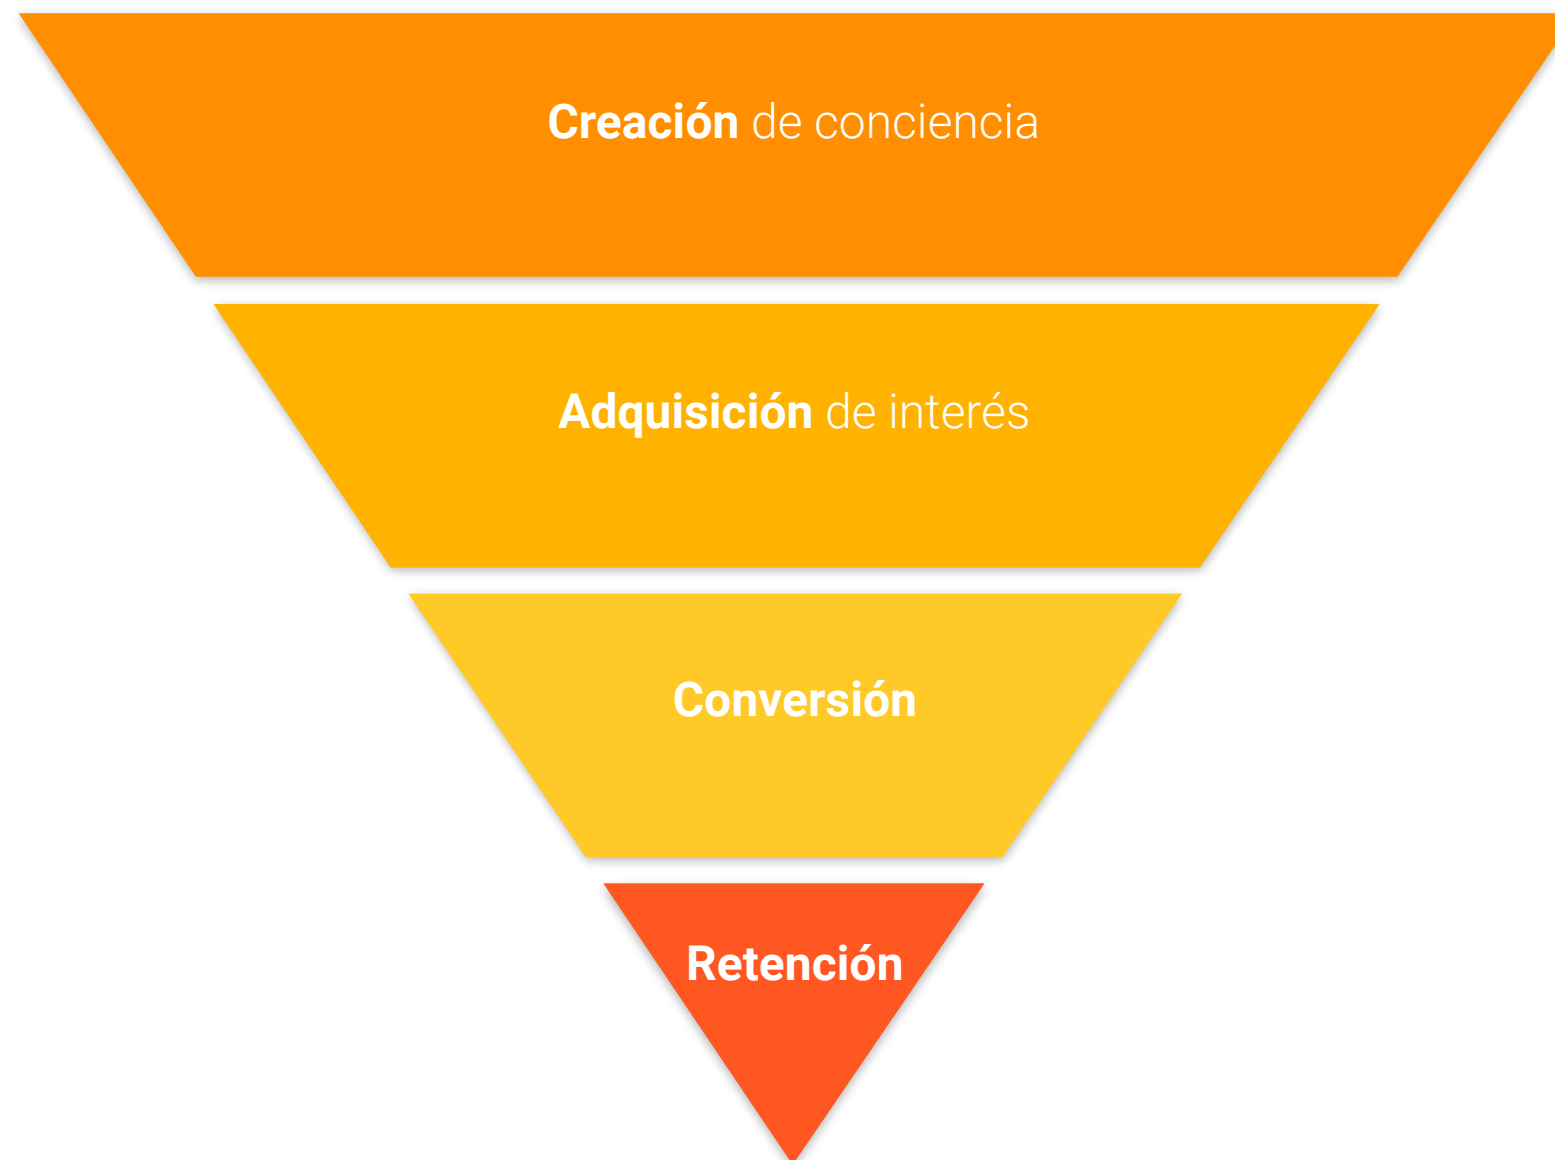 Creación de conciencia
Adquisición de interés
Conversión
Retención